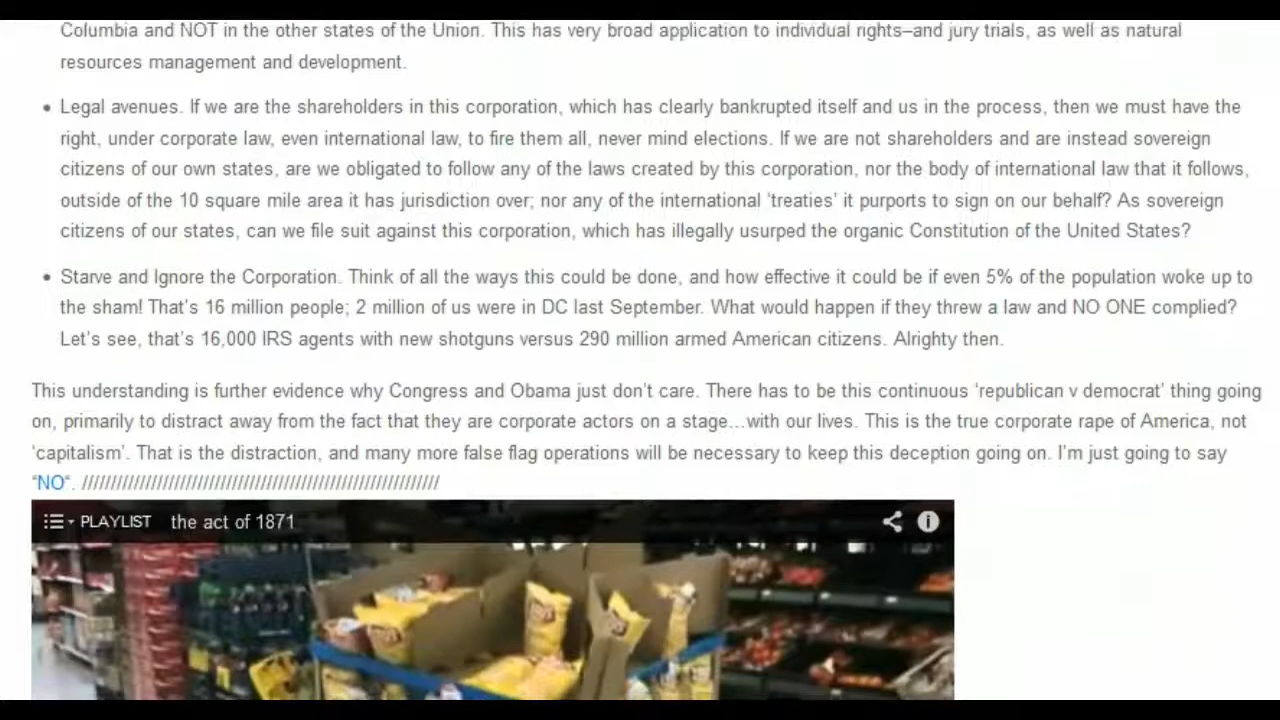 Columbia and NOT in the other states of the Union. This has very broad application to individual rights–and jury trials, as well as natural
resources management and development.
• Legal avenues. If we are the shareholders in this corporation, which has clearly bankrupted itself and us in the process, then we must have the
right, under corporate law, even international law, to fire them all, never mind elections. If we are not shareholders and are instead sovereign
citizens of our own states, are we obligated to follow any of the laws created by this corporation, nor the body of international law that it follows,
outside of the 10 square mile area it has jurisdiction over; nor any of the international ‘treaties’ it purports to sign on our behalf? As sovereign
citizens of our states, can we file suit against this corporation, which has illegally usurped the organic Constitution of the United States?
• Starve and Ignore the Corporation. Think of all the ways this could be done, and how effective it could be if even 5% of the population woke up to
the sham! That’s 16 million people; 2 million of us were in DC last September. What would happen if they threw a law and NO ONE complied?
Let’s see, that’s 16,000 IRS agents with new shotguns versus 290 million armed American citizens. Alrighty then.
This understanding is further evidence why Congress and Obama just don’t care. There has to be this continuous ‘republican v democrat’ thing going
on, primarily to distract away from the fact that they are corporate actors on a stage…with our lives. This is the true corporate rape of America, not
‘capitalism’. That is the distraction, and many more false flag operations will be necessary to keep this deception going on. I’m just going to say
“NO“. //////////////////////////////////////////////////////////////
PLAYLIST the act of 1871